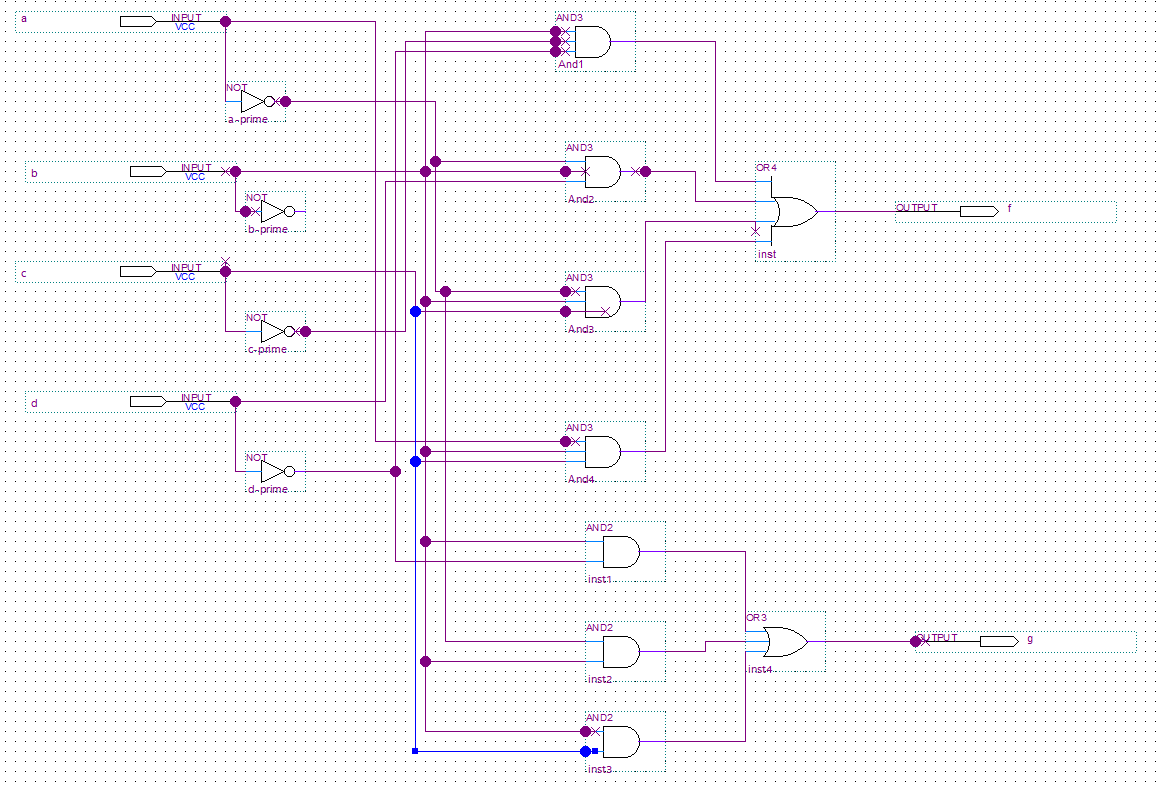 a
INPUT
VCC
AND3
And1
NOT
a-prime
AND3
b
INPUT
VCC
OR4
And2
NOT
b-prime
OUTPUT
f
inst
c
INPUT
VCC
AND3
And3
NOT
c-prime
d
INPUT
VCC
AND3
And4
NOT
d-prime
AND2
inst1
OR3
AND2
inst2
OUTPUT
g
inst4
AND2
inst3